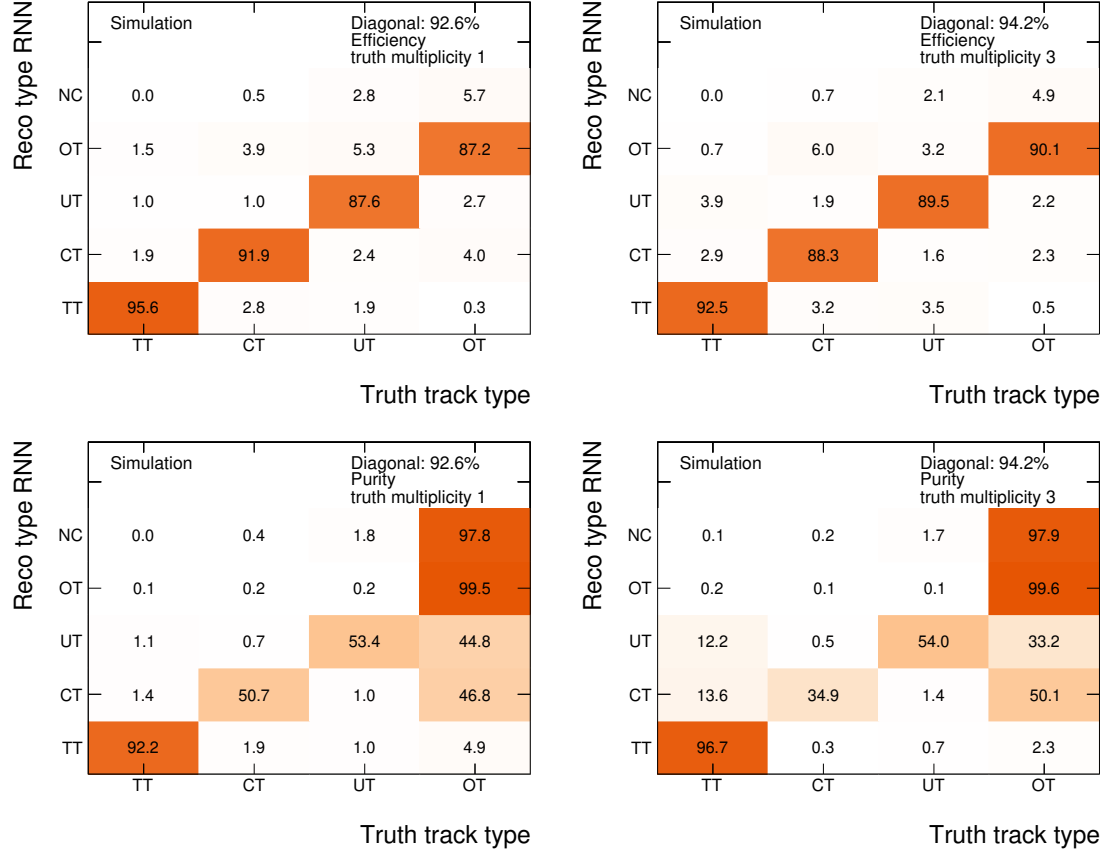 Reco type RNN
Simulation
Diagonal: 92.6%
Efficiency
truth multiplicity 1
NC 0.0 0.5 2.8 5.7
OT 1.5 3.9 5.3 87.2
UT 1.0 1.0 87.6 2.7
CT 1.9 91.9 2.4 4.0
TT 95.6 2.8 1.9 0.3
TT CT UT OT
Truth track type
Reco type RNN
Simulation
Diagonal: 94.2%
Efficiency
truth multiplicity 3
NC 0.0 0.7 2.1 4.9
OT 0.7 6.0 3.2 90.1
UT 3.9 1.9 89.5 2.2
CT 2.9 88.3 1.6 2.3
TT 92.5 3.2 3.5 0.5
TT CT UT OT
Truth track type
Reco type RNN
Simulation
Diagonal: 92.6%
Purity
truth multiplicity 1
NC 0.0 0.4 1.8 97.8
OT 0.1 0.2 0.2 99.5
UT 1.1 0.7 53.4 44.8
CT 1.4 50.7 1.0 46.8
TT 92.2 1.9 1.0 4.9
TT CT UT OT
Truth track type
Reco type RNN
Simulation
Diagonal: 94.2%
Purity
truth multiplicity 3
NC 0.1 0.2 1.7 97.9
OT 0.2 0.1 0.1 99.6
UT 12.2 0.5 54.0 33.2
CT 13.6 34.9 1.4 50.1
TT 96.7 0.3 0.7 2.3
TT CT UT OT
Truth track type